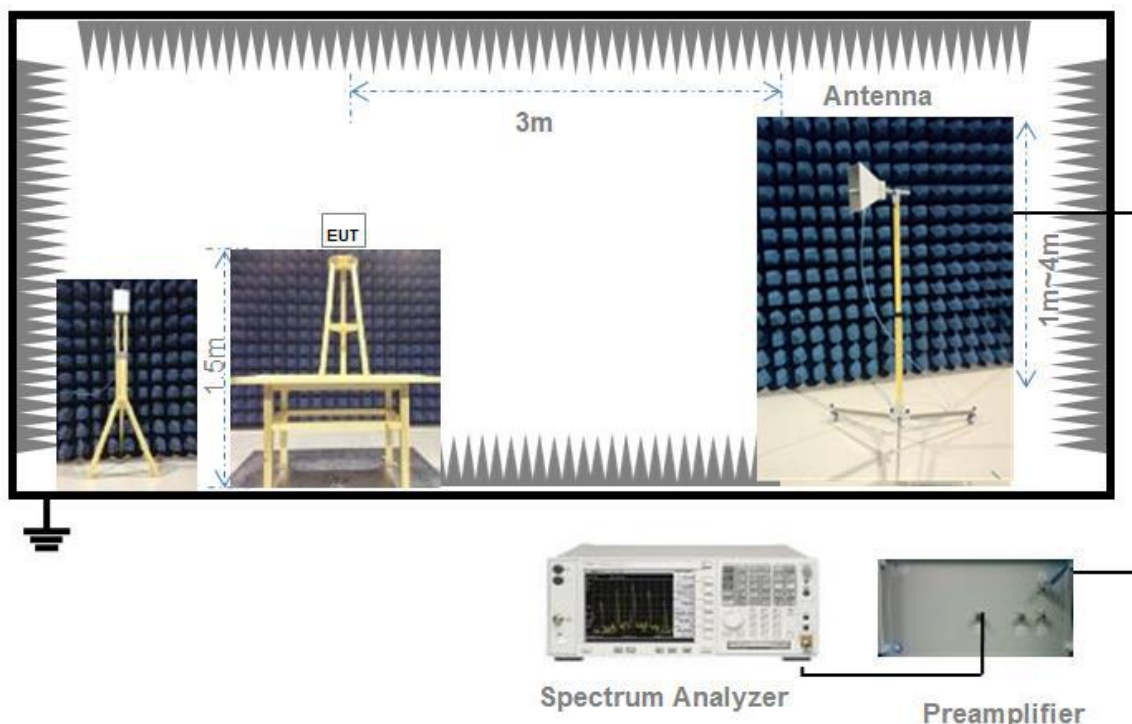 Antenna
3m
EUT
1.5m
1m~4m
Spectrum Analyzer
Preamplifier